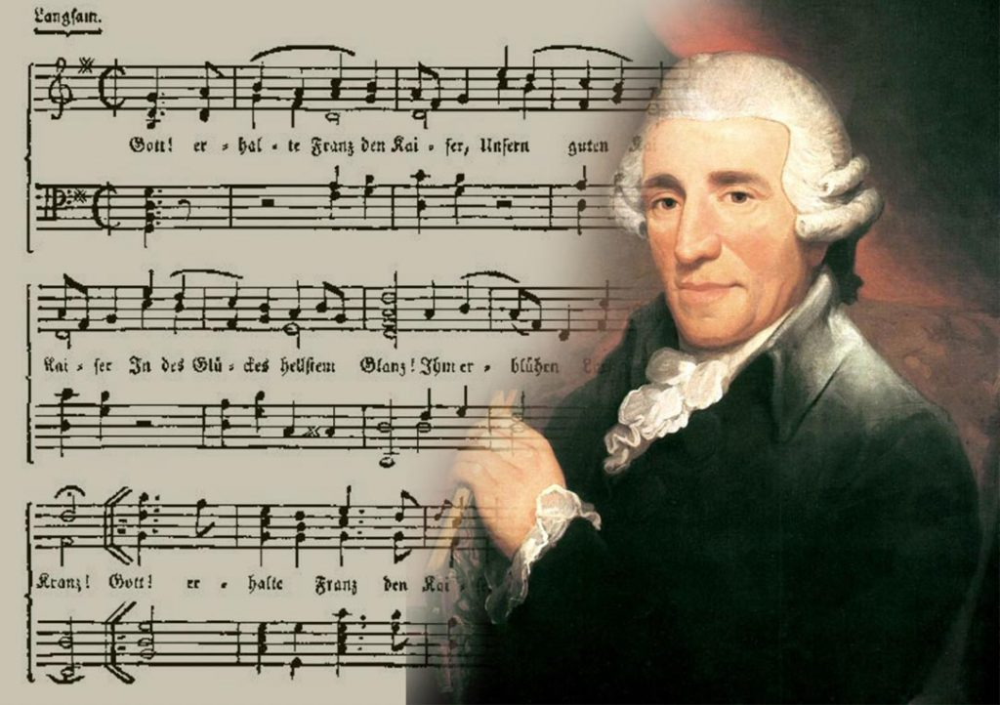 Langsam.
Gott! er - hal - te Franz den Kai - ser, Unsern guten
Kai - ser In des Glü - ckes hellstem Glanz! Ihm er - blühen
Kranz! Gott! er - halte Franz den Kai -